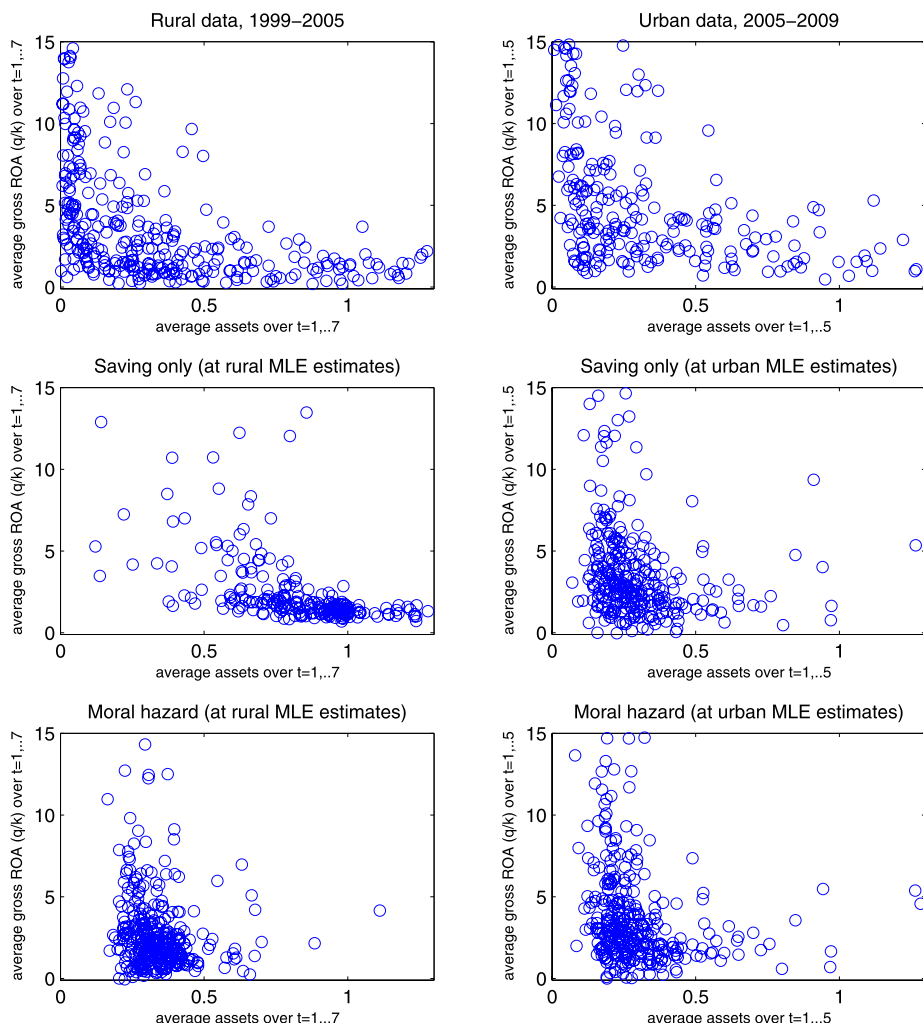 Rural data, 1999–2005
Urban data, 2005–2009
15
10
5
0
average gross ROA (q/k) over t=1,..7
0
0.5
1
average assets over t=1,..7
15
10
5
0
average gross ROA (q/k) over t=1,..5
0
0.5
1
average assets over t=1,..5
Saving only (at rural MLE estimates)
Saving only (at urban MLE estimates)
15
10
5
0
average gross ROA (q/k) over t=1,..7
0
0.5
1
average assets over t=1,..7
15
10
5
0
average gross ROA (q/k) over t=1,..5
0
0.5
1
average assets over t=1,..5
Moral hazard (at rural MLE estimates)
Moral hazard (at urban MLE estimates)
15
10
5
0
average gross ROA (q/k) over t=1,..7
0
0.5
1
average assets over t=1,..7
15
10
5
0
average gross ROA (q/k) over t=1,..5
0
0.5
1
average assets over t=1,..5